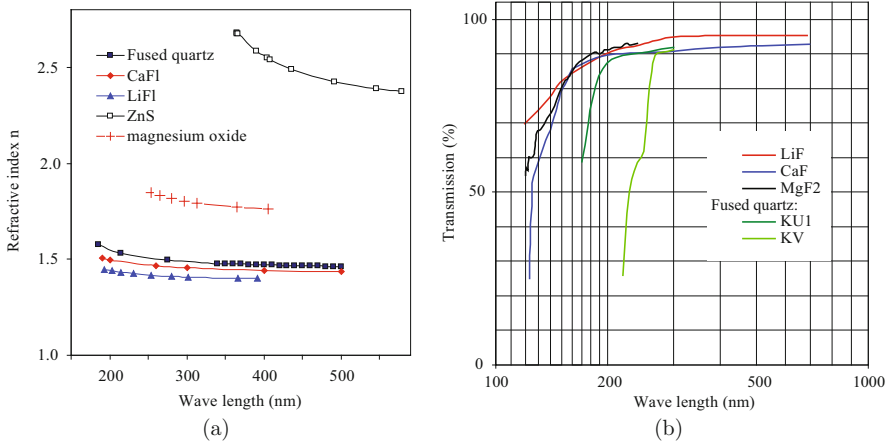 Refractive index n
2.5
2.0
1.5
1.0
Fused quartz
CaFl
LiFl
ZnS
magnesium oxide
200
300
400
500
Wave length (nm)
(a)
Transmission (%)
100
50
0
LiF
CaF
MgF2
Fused quartz:
KU1
KV
100
200
500
1000
Wave length (nm)
(b)